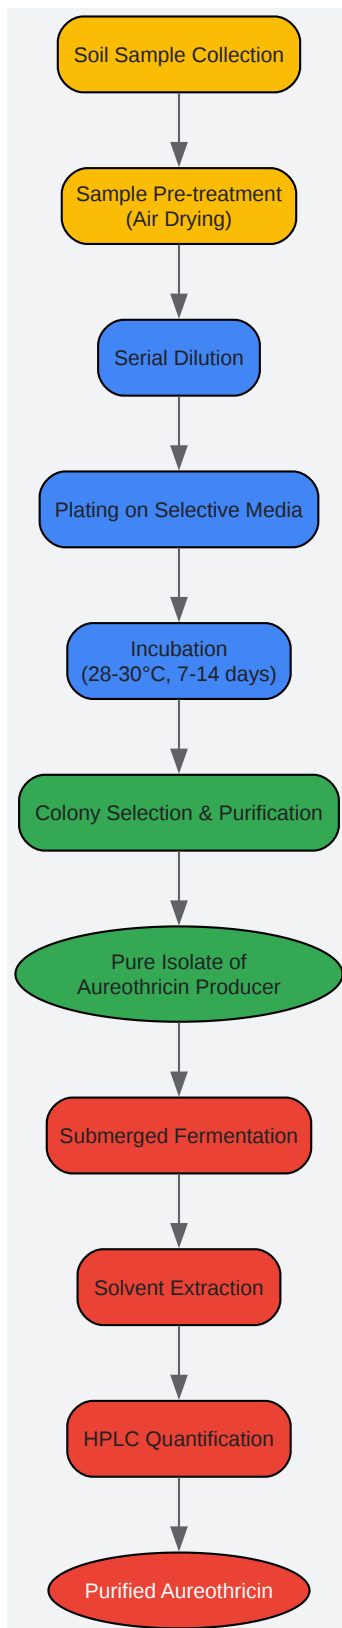 Soil Sample Collection
Sample Pre-treatment
(Air Drying)
Serial Dilution
Plating on Selective Media
Incubation
(28-30°C, 7-14 days)
Colony Selection & Purification
Pure Isolate of
Aureothricin Producer
Submerged Fermentation
Solvent Extraction
HPLC Quantification
Purified Aureothricin